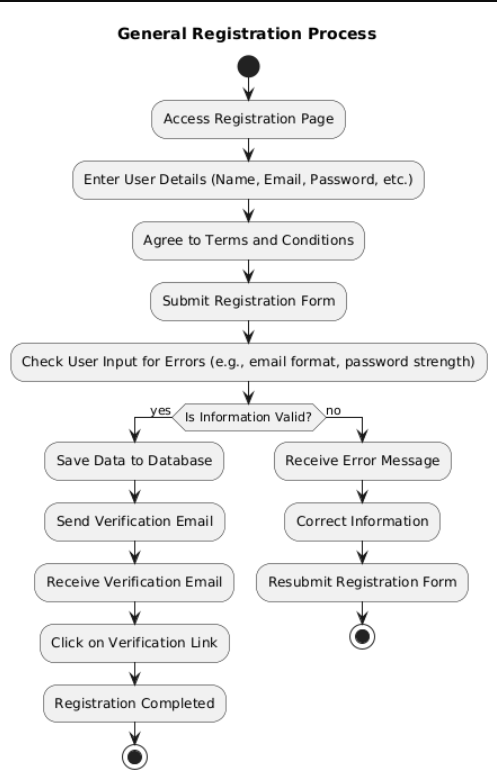 General Registration Process
Access Registration Page
Enter User Details (Name, Email, Password, etc.)
Agree to Terms and Conditions
Submit Registration Form
Check User Input for Errors (e.g., email format, password strength)
yes
Is Information Valid?
no
Save Data to Database
Receive Error Message
Send Verification Email
Correct Information
Receive Verification Email
Resubmit Registration Form
Click on Verification Link
Registration Completed